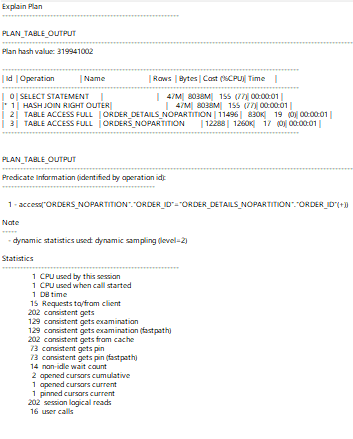 Explain Plan
-----------------------------------------------------------
PLAN_TABLE_OUTPUT
-----------------------------------------------------------
Plan hash value: 319941002
-----------------------------------------------------------
| Id | Operation | Name | Rows | Bytes | Cost (%CPU)| Time |
-----------------------------------------------------------
| 0 | SELECT STATEMENT | | 47M| 8038M| 155 (77)| 00:00:01 |
|* 1 | HASH JOIN RIGHT OUTER| | 47M| 8038M| 155 (77)| 00:00:01 |
| 2 | TABLE ACCESS FULL | ORDER_DETAILS_NOPARTITION | 11496 | 830K| 19 (0)| 00:00:01 |
| 3 | TABLE ACCESS FULL | ORDERS_NOPARTITION | 12288 | 1260K| 17 (0)| 00:00:01 |
-----------------------------------------------------------
PLAN_TABLE_OUTPUT
-----------------------------------------------------------
Predicate Information (identified by operation id):
-----------------------------------------------------------
1 - access("ORDERS_NOPARTITION"."ORDER_ID"="ORDER_DETAILS_NOPARTITION"."ORDER_ID"(+))
Note
-----
- dynamic statistics used: dynamic sampling (level=2)
Statistics
-----------------------------------------------------------
1 CPU used by this session
1 CPU used when call started
1 DB time
15 Requests to/from client
202 consistent gets
129 consistent gets examination
129 consistent gets examination (fastpath)
202 consistent gets from cache
73 consistent gets pin
73 consistent gets pin (fastpath)
14 non-idle wait count
2 opened cursors cumulative
1 opened cursors current
1 pinned cursors current
202 session logical reads
16 user calls